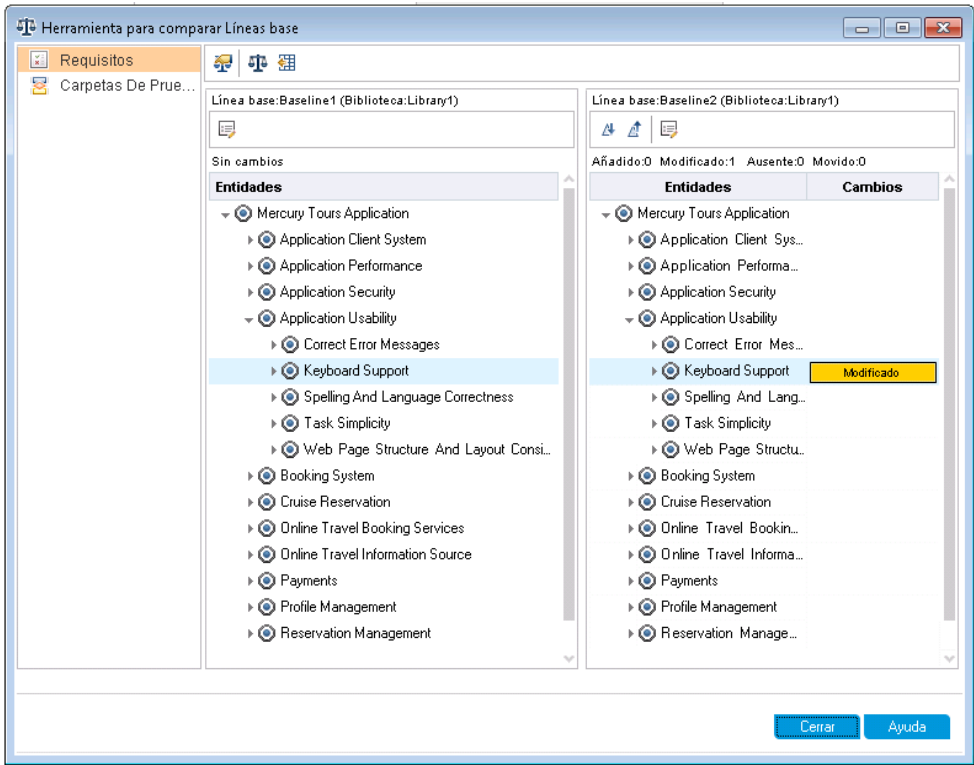 Herramienta para comparar Líneas base
Requisitos
Carpetas De Prue...
Línea base:Baseline1 (Biblioteca:Library1)
Sin cambios
Entidades
Mercury Tours Application
Application Client System
Application Performance
Application Security
Application Usability
Correct Error Messages
Keyboard Support
Spelling And Language Correctness
Task Simplicity
Web Page Structure And Layout Consi...
Booking System
Cruise Reservation
Online Travel Booking Services
Online Travel Information Source
Payments
Profile Management
Reservation Management
Línea base:Baseline2 (Biblioteca:Library1)
Añadido:0 Modificado:1 Ausente:0 Movido:0
Entidades Cambios
Mercury Tours Application
Application Client Sys...
Application Performa...
Application Security
Application Usability
Correct Error Mes...
Keyboard Support Modificado
Spelling And Lang...
Task Simplicity
Web Page Structu...
Booking System
Cruise Reservation
Online Travel Bookin...
Online Travel Informa...
Payments
Profile Management
Reservation Manage...
Cerrar Ayuda